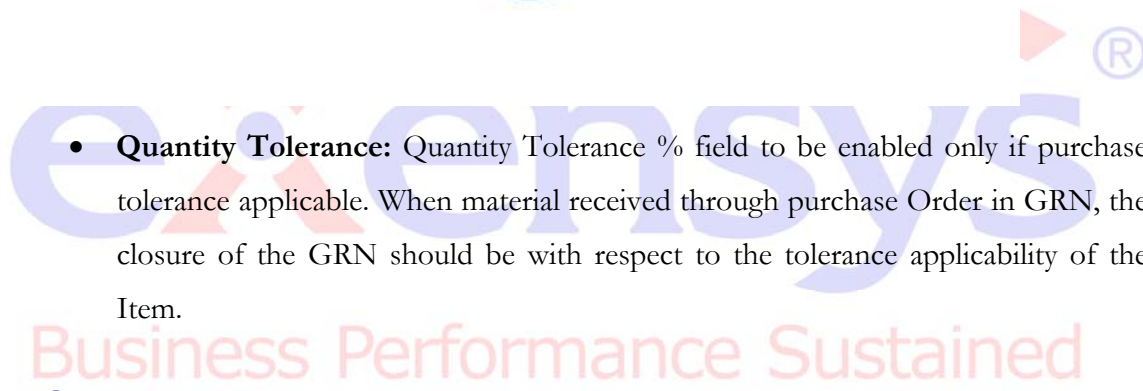 exensys
®
• Quantity Tolerance: Quantity Tolerance % field to be enabled only if purchase
tolerance applicable. When material received through purchase Order in GRN, the
closure of the GRN should be with respect to the tolerance applicability of the
Item.
Business Performance Sustained